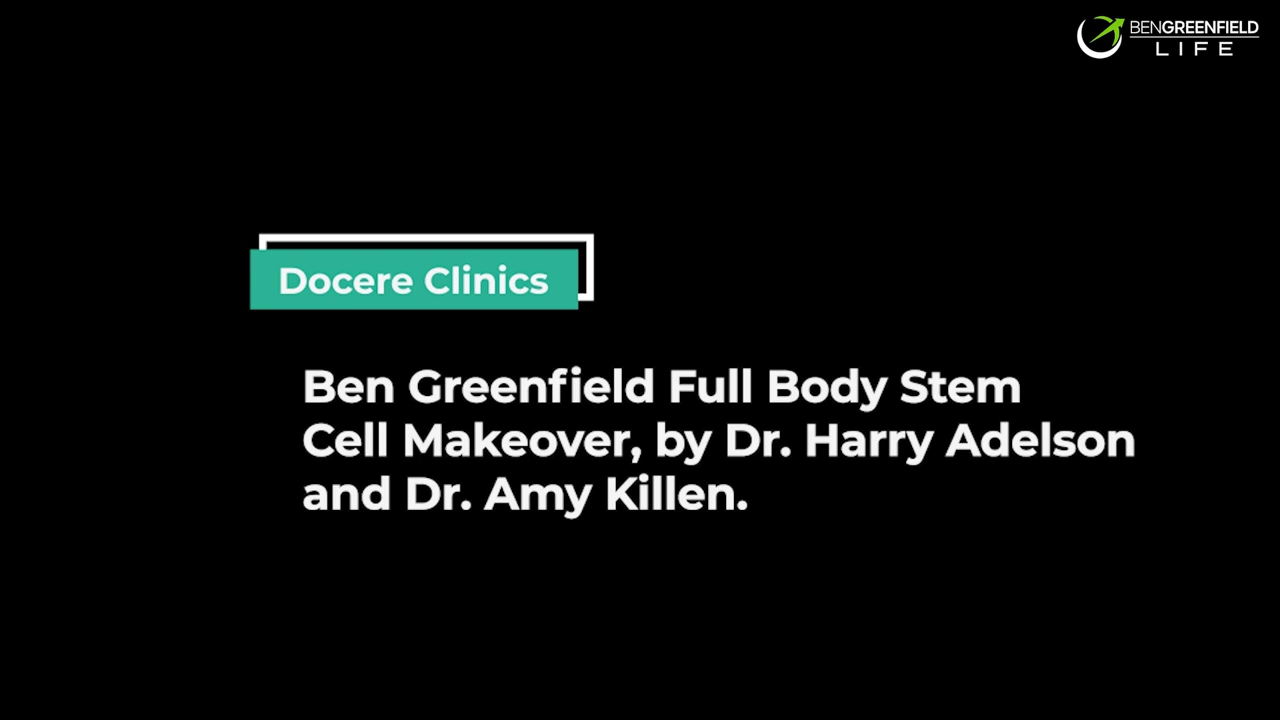 BENGREENFIELD
LIFE
Docere Clinics
Ben Greenfield Full Body Stem
Cell Makeover, by Dr. Harry Adelson
and Dr. Amy Killen.